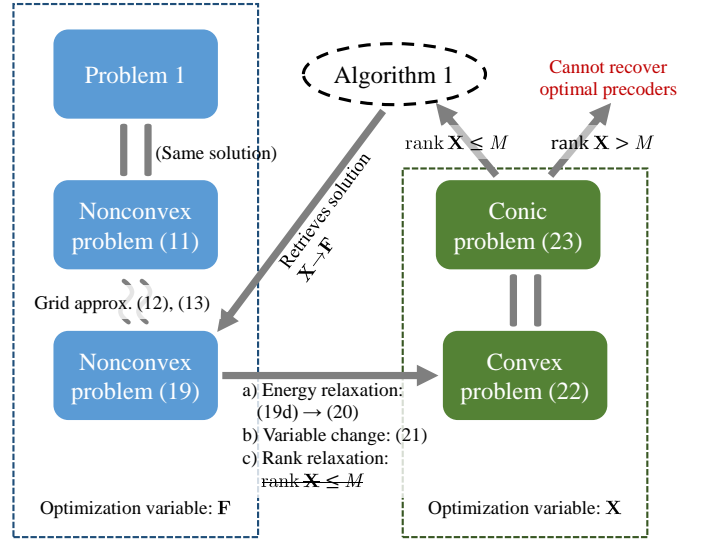 Problem 1
Algorithm 1
Cannot recover
optimal precoders
(Same solution)
rank X ≤ M
rank X > M
Nonconvex
problem (11)
Retrieves solution
X→F
Conic
problem (23)
Grid approx. (12), (13)
Nonconvex
problem (19)
Convex
problem (22)
a) Energy relaxation:
(19d) → (20)
b) Variable change: (21)
c) Rank relaxation:
rank X ≤ M
Optimization variable: F
Optimization variable: X